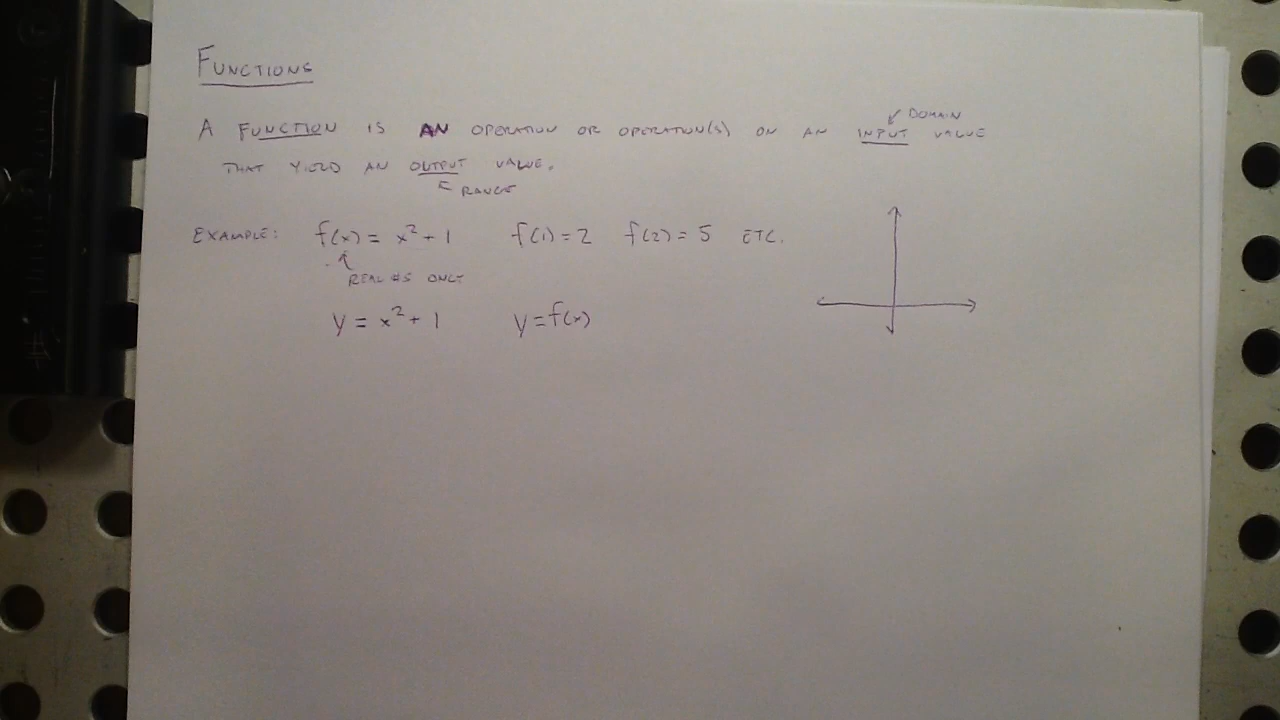 FUNCTIONS
DOMAIN
A FUNCTION IS AN OPERATION OR OPERATION(S) ON AN INPUT VALUE
THAT YIELD AN OUTPUT VALUE.
RANGE
EXAMPLE: f(x) = x² + 1 f(1) = 2 f(2) = 5 ETC.
REAL #S ONLY
y = x² + 1 y = f(x)